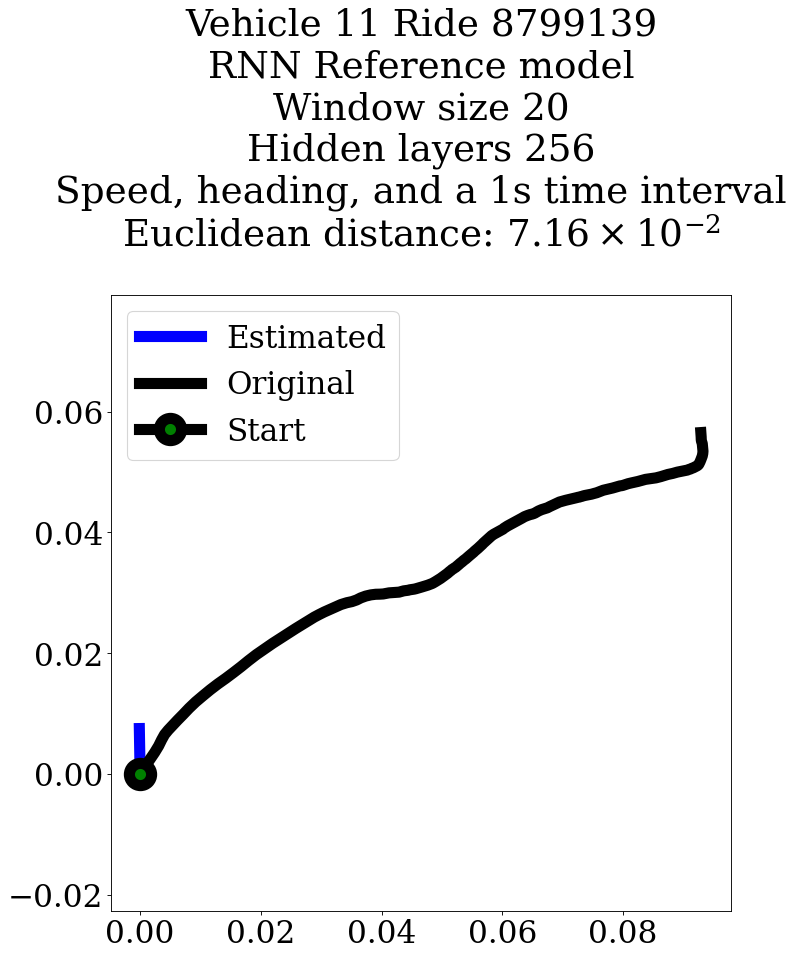 Vehicle 11 Ride 8799139
RNN Reference model
Window size 20
Hidden layers 256
Speed, heading, and a 1s time interval
Euclidean distance: 7.16 × 10⁻²
Estimated
Original
Start
0.06
0.04
0.02
0.00
−0.02
0.00 0.02 0.04 0.06 0.08